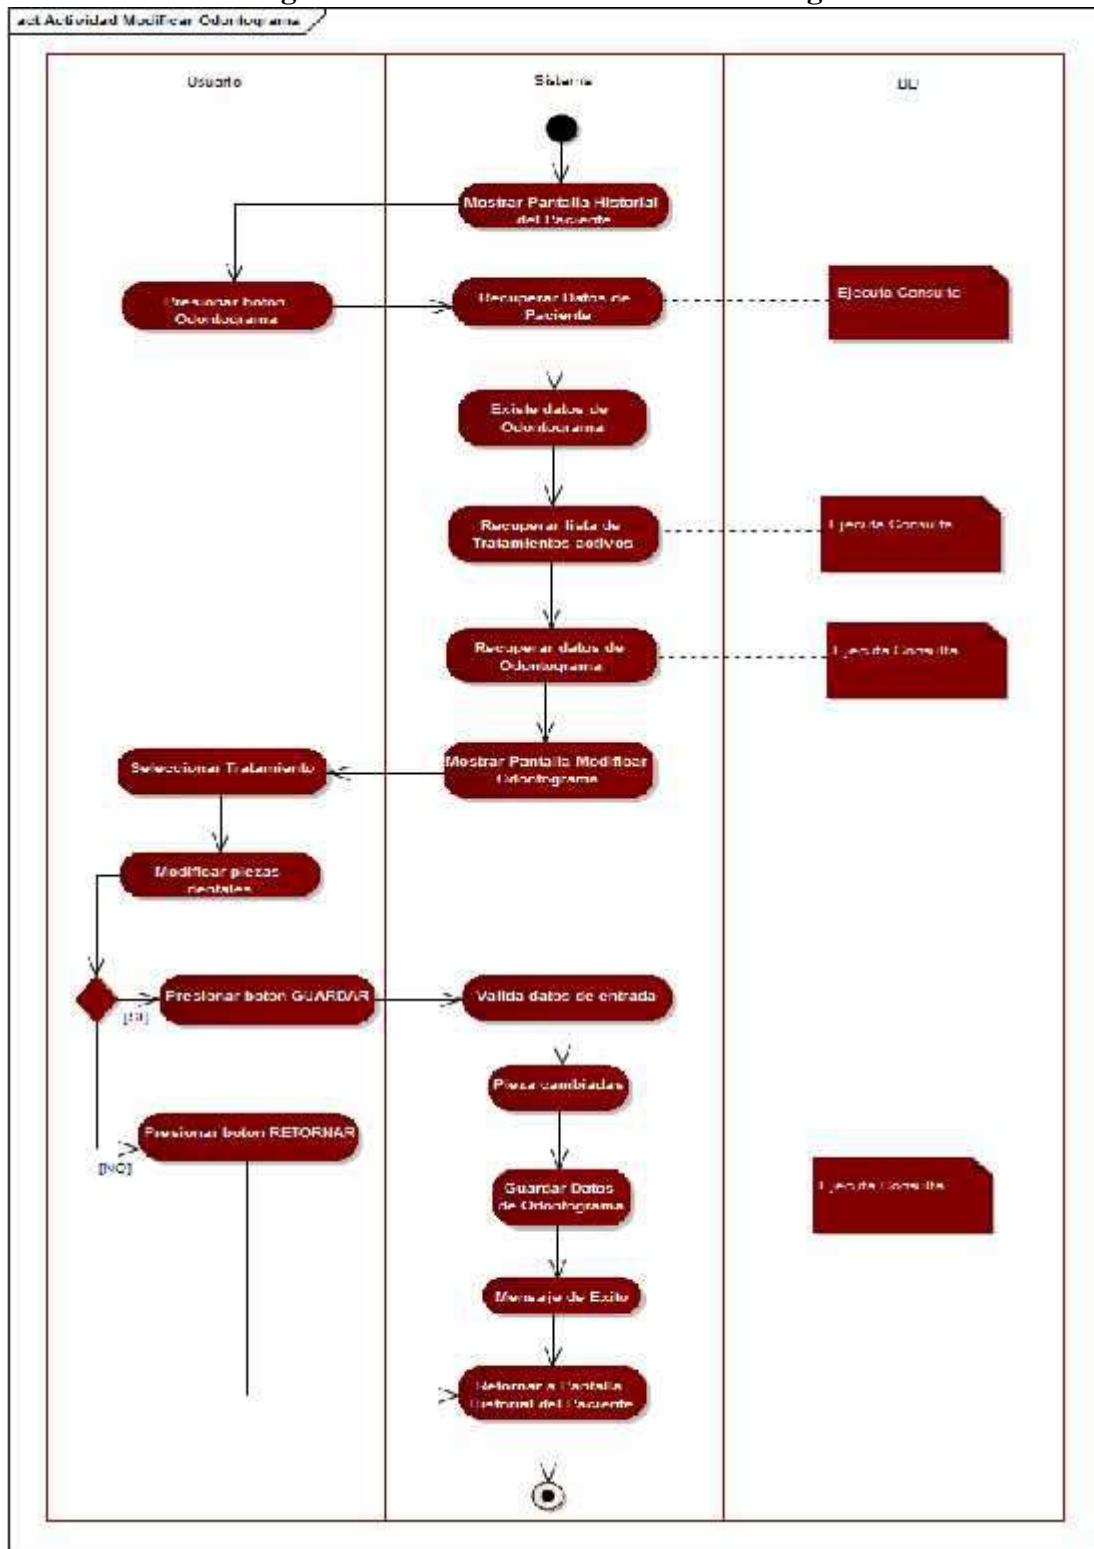 act Actividad Modificar Odontograma
Usuario
Sistema
BD
Mostrar Pantalla Historial
del Paciente
Presionar boton
Odontograma
Recuperar Datos de
Paciente
Ejecuta Consulta
Existe datos de
Odontograma
Recuperar lista de
Tratamientos activos
Ejecuta Consulta
Recuperar datos de
Odontograma
Ejecuta Consulta
Mostrar Pantalla Modificar
Odontograma
Seleccionar Tratamiento
Modificar piezas
dentales
Presionar boton GUARDAR
[SI]
Valida datos de entrada
Pieza cambiadas
Presionar boton RETORNAR
[NO]
Guardar Datos
de Odontograma
Ejecuta Consulta
Mensaje de Exito
Retornar a Pantalla
Historial del Paciente